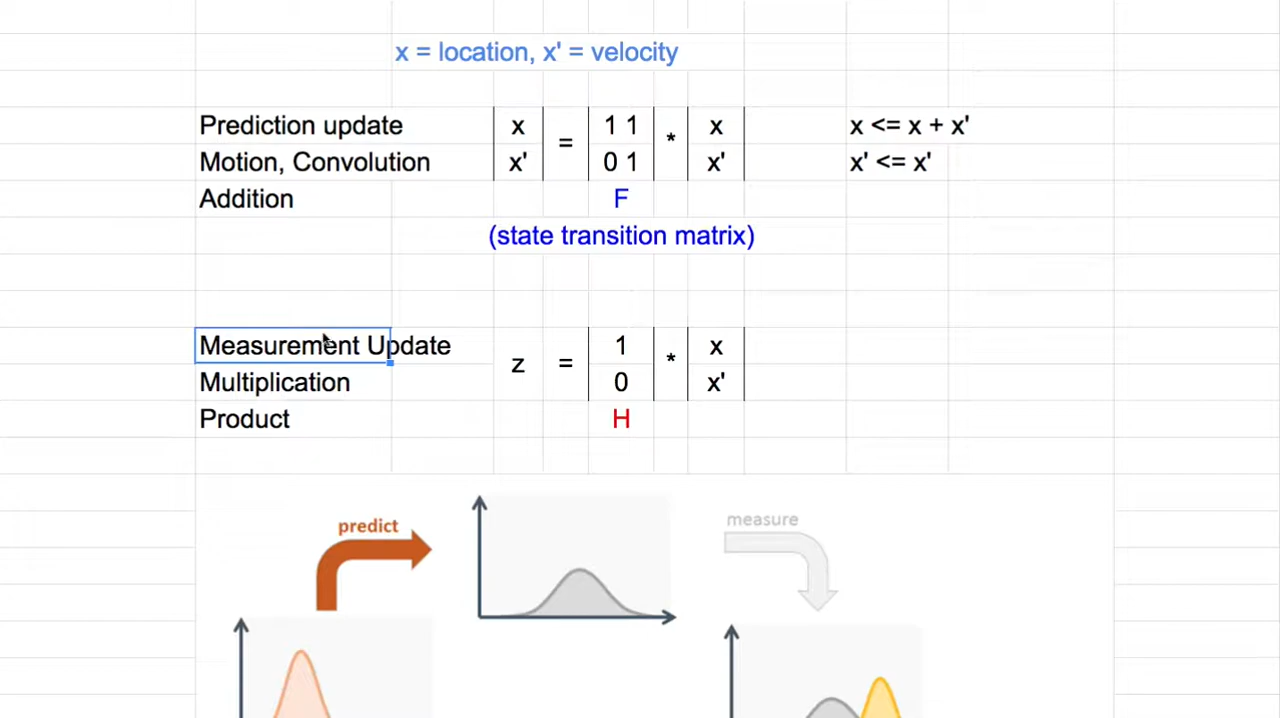 x = location, x' = velocity
Prediction update x 1 1 x x <= x + x'
= *
Motion, Convolution x' 0 1 x' x' <= x'
Addition F
(state transition matrix)
Measurement Update 1 x
z = *
Multiplication 0 x'
Product H
predict
measure